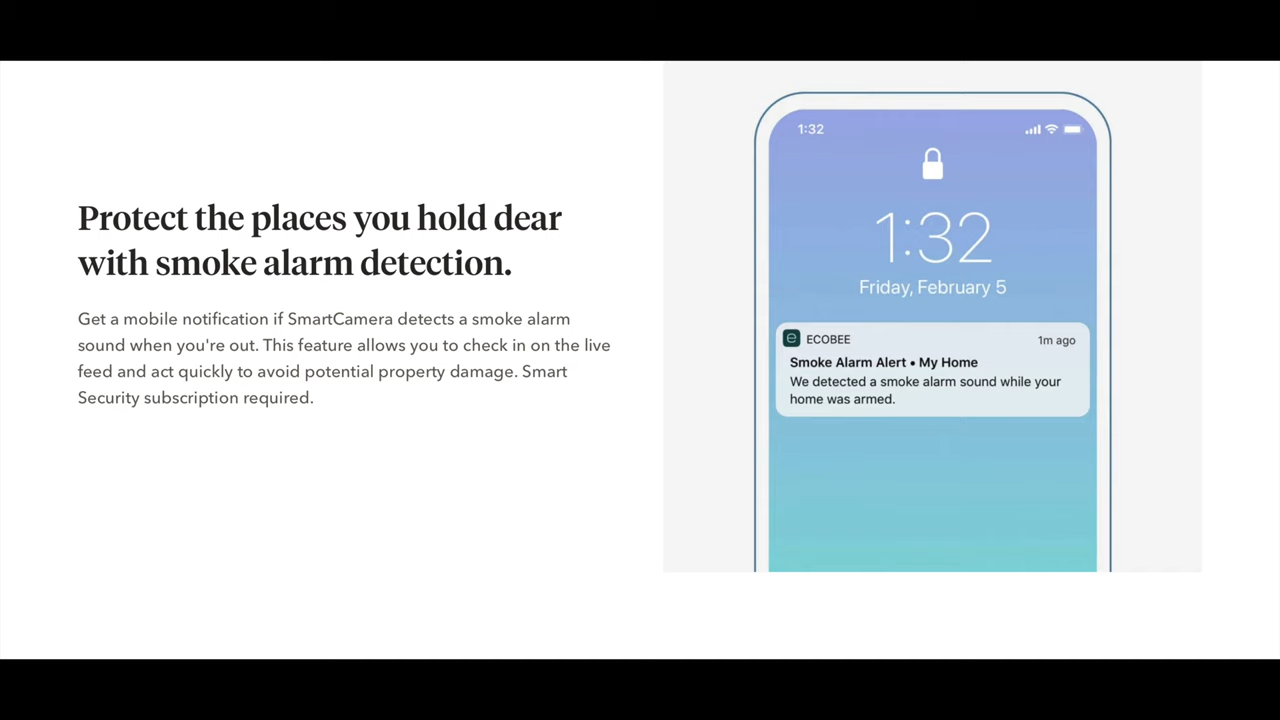 Protect the places you hold dear
with smoke alarm detection.
Get a mobile notification if SmartCamera detects a smoke alarm
sound when you're out. This feature allows you to check in on the live
feed and act quickly to avoid potential property damage. Smart
Security subscription required.
1:32
1:32
Friday, February 5
e ECOBEE 1m ago
Smoke Alarm Alert • My Home
We detected a smoke alarm sound while your
home was armed.